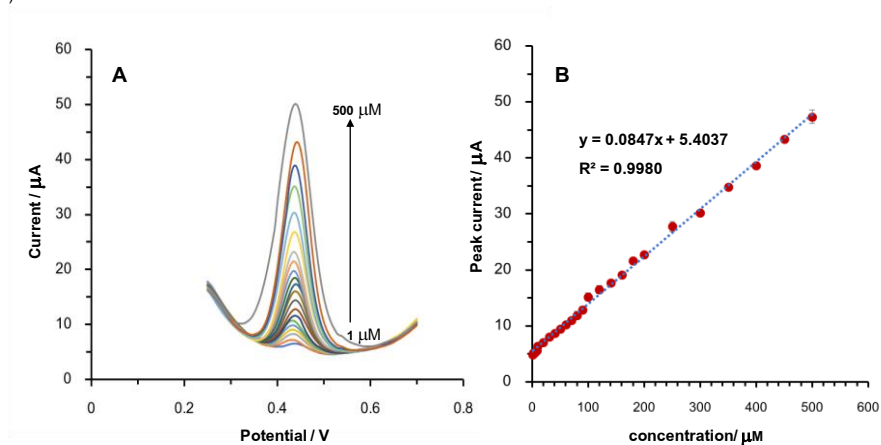 )
A
60
50
40
30
20
10
0
Current / μA
500 μM
1 μM
0
0.2
0.4
0.6
0.8
Potential / V
B
60
50
40
30
20
10
0
Peak current/ μA
y = 0.0847x + 5.4037
R² = 0.9980
0
100
200
300
400
500
600
concentration/ μM